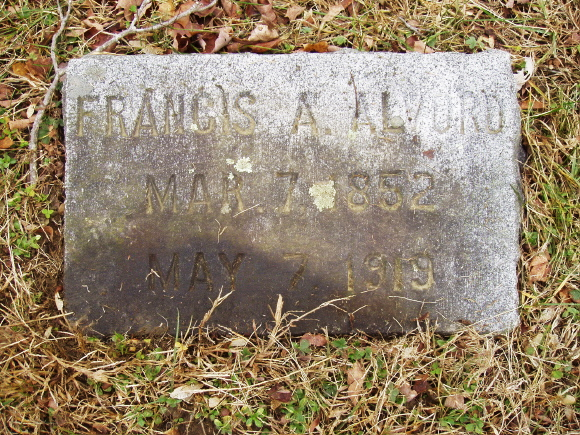 FRANCIS A. ALVORD
MAR. 7, 1852
MAY 7, 1919